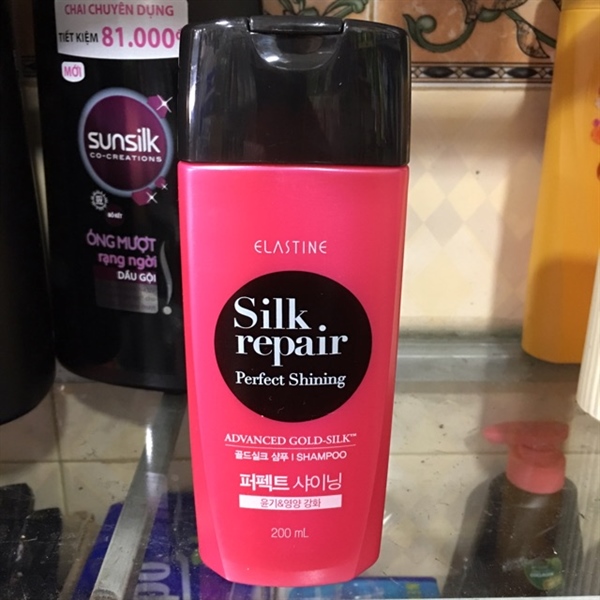 CHAI CHUYÊN DỤNG
TIẾT KIỆM 81.000đ
MỚI
sunsilk
CO-CREATIONS
ÓNG MƯỢT
rạng ngời
DẦU GỘI
ELASTINE
Silk
repair
Perfect Shining
ADVANCED GOLD-SILK™
골드실크 샴푸 | SHAMPOO
퍼펙트 샤이닝
윤기&영양 강화
200 mL